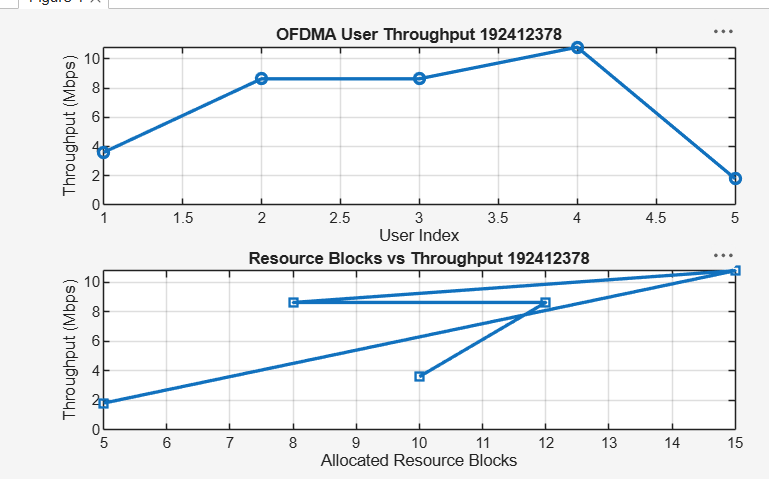 OFDMA User Throughput 192412378
Throughput (Mbps)
10
8
6
4
2
0
1 1.5 2 2.5 3 3.5 4 4.5 5
User Index
Resource Blocks vs Throughput 192412378
Throughput (Mbps)
10
8
6
4
2
0
5 6 7 8 9 10 11 12 13 14 15
Allocated Resource Blocks